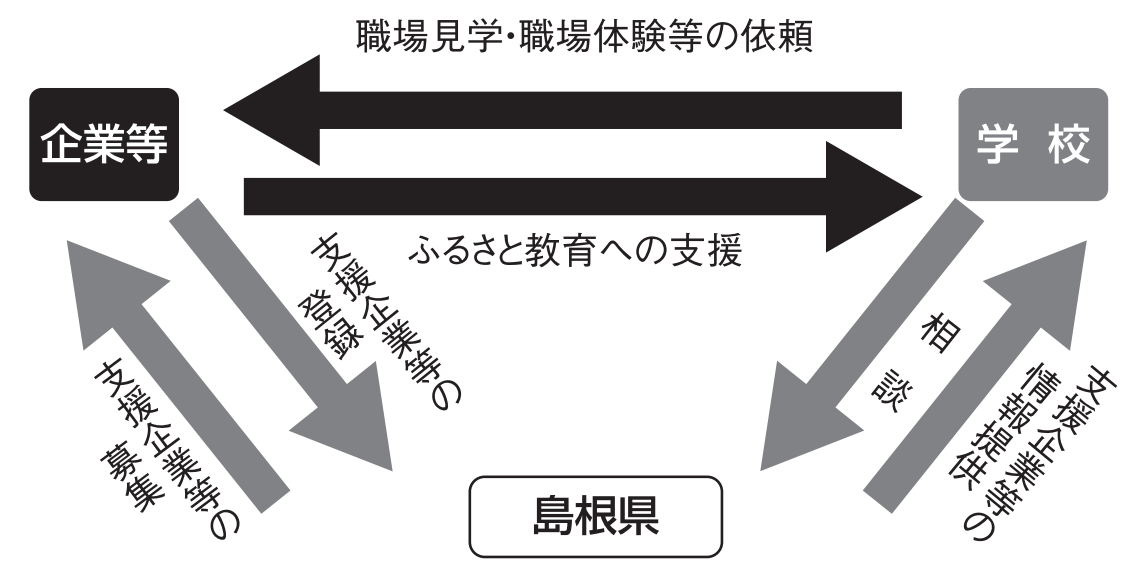 職場見学・職場体験等の依頼
企業等
学校
ふるさと教育への支援
支援企業等の
登録
支援企業等の
募集
相談
支援企業等の
情報提供
島根県